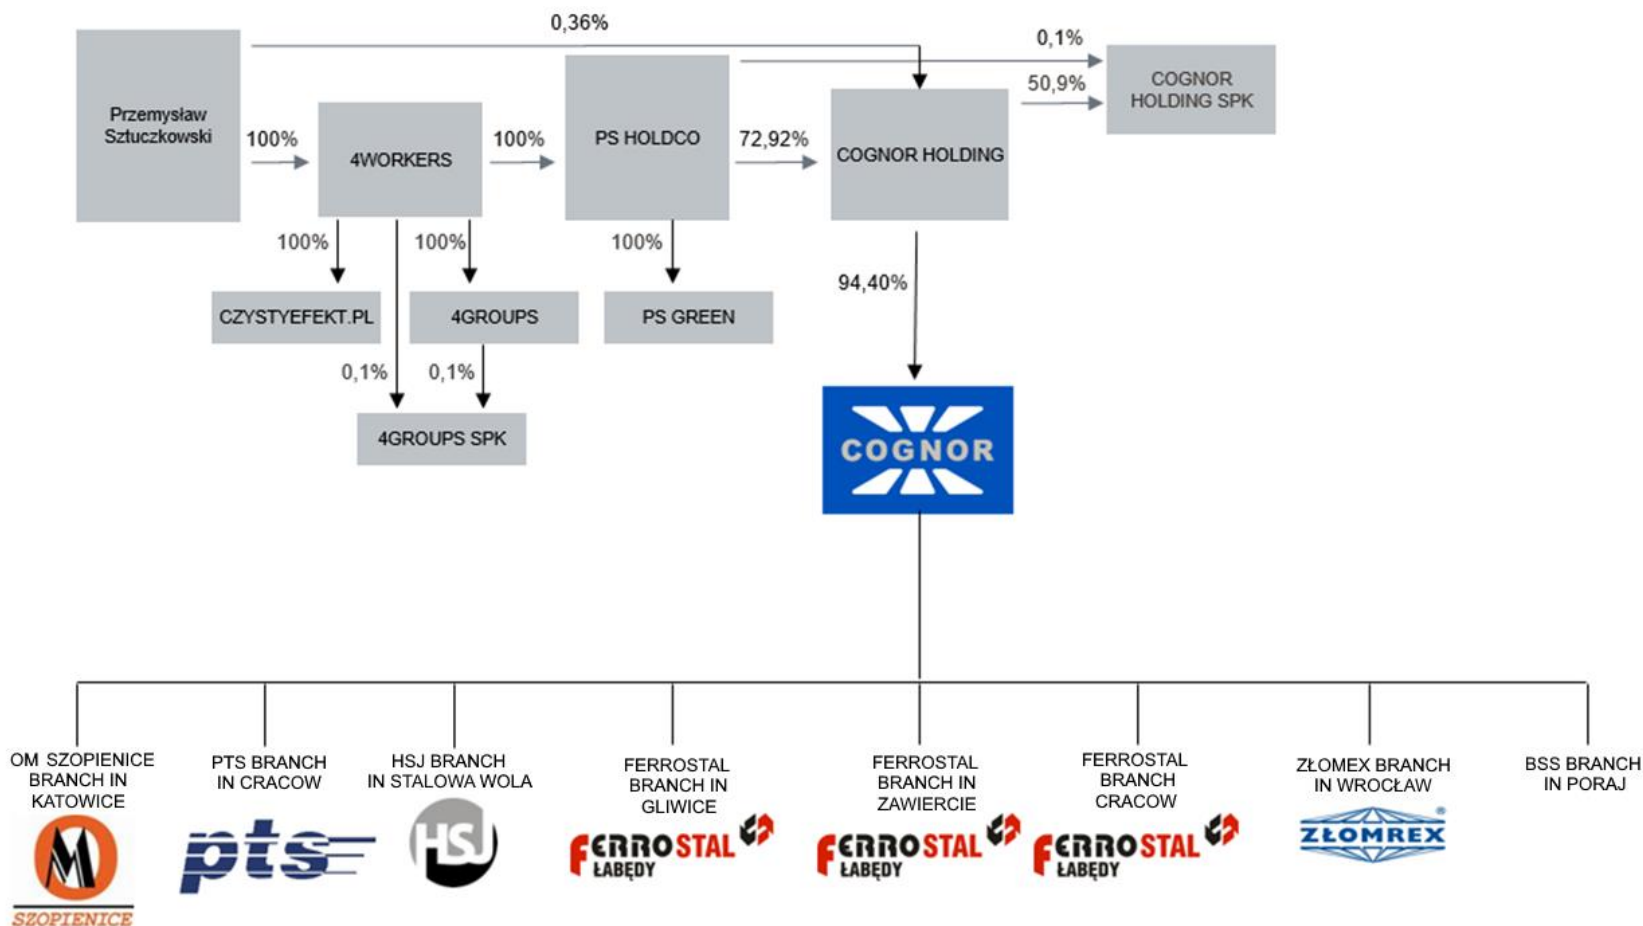 0,36%
0,1%
Przemysław
Sztuczkowski
100%
4WORKERS
100%
PS HOLDCO
72,92%
COGNOR HOLDING
50,9%
COGNOR
HOLDING SPK
100%
100%
100%
94,40%
CZYSTYEFEKT.PL
4GROUPS
PS GREEN
0,1%
0,1%
4GROUPS SPK
COGNOR
OM SZOPIENICE
BRANCH IN
KATOWICE
SZOPIENICE
PTS BRANCH
IN CRACOW
pts
HSJ BRANCH
IN STALOWA WOLA
HSJ
FERROSTAL
BRANCH IN
GLIWICE
FERROSTAL
ŁABĘDY
FERROSTAL
BRANCH IN
ZAWIERCIE
FERROSTAL
ŁABĘDY
FERROSTAL
BRANCH
CRACOW
FERROSTAL
ŁABĘDY
ZŁOMEX BRANCH
IN WROCŁAW
ZŁOMREX®
BSS BRANCH
IN PORAJ